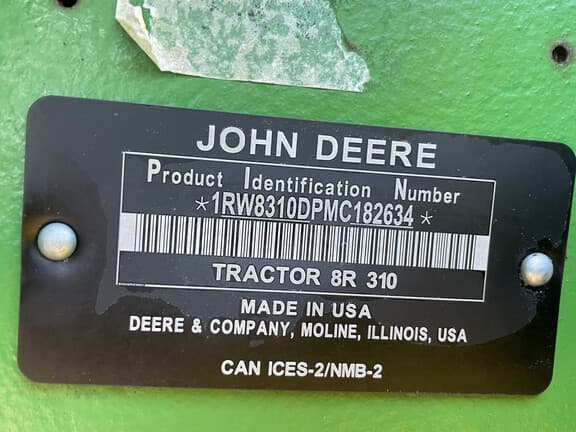 JOHN DEERE
Product Identification Number
*1RW8310DPMC182634*
TRACTOR 8R 310
MADE IN USA
DEERE & COMPANY, MOLINE, ILLINOIS, USA
CAN ICES-2/NMB-2